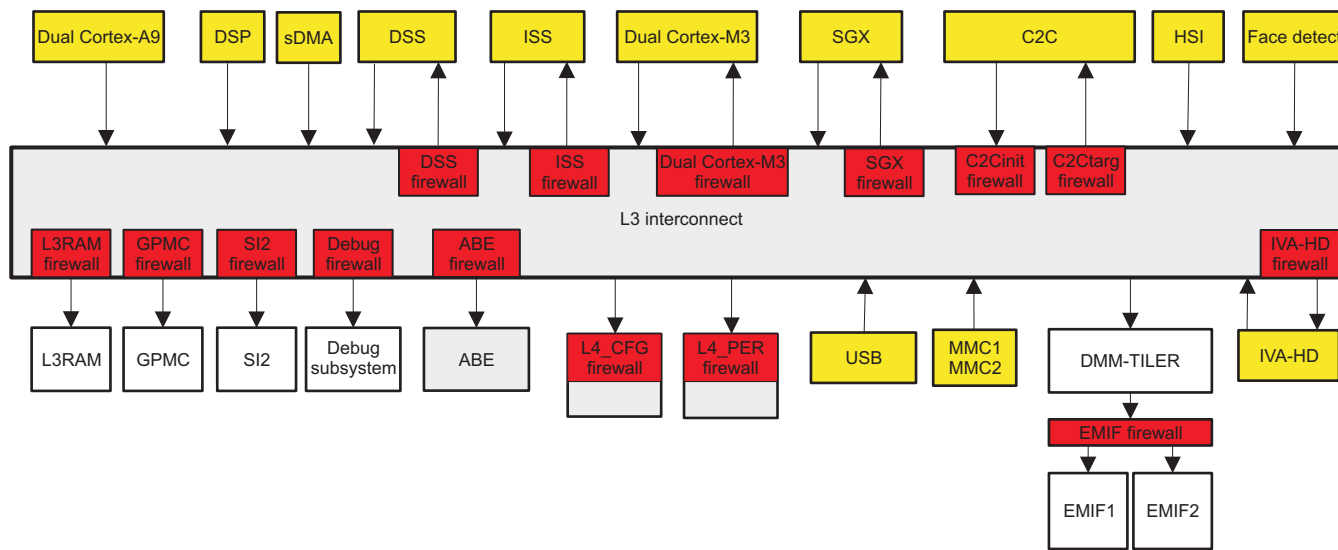 Dual Cortex-A9
DSP
sDMA
DSS
ISS
Dual Cortex-M3
SGX
C2C
HSI
Face detect
DSS
firewall
ISS
firewall
Dual Cortex-M3
firewall
SGX
firewall
C2Cinit
firewall
C2Ctarg
firewall
L3 interconnect
L3RAM
firewall
GPMC
firewall
SI2
firewall
Debug
firewall
ABE
firewall
IVA-HD
firewall
L3RAM
GPMC
SI2
Debug
subsystem
ABE
L4_CFG
firewall
L4_PER
firewall
USB
MMC1
MMC2
DMM-TILER
IVA-HD
EMIF firewall
EMIF1
EMIF2